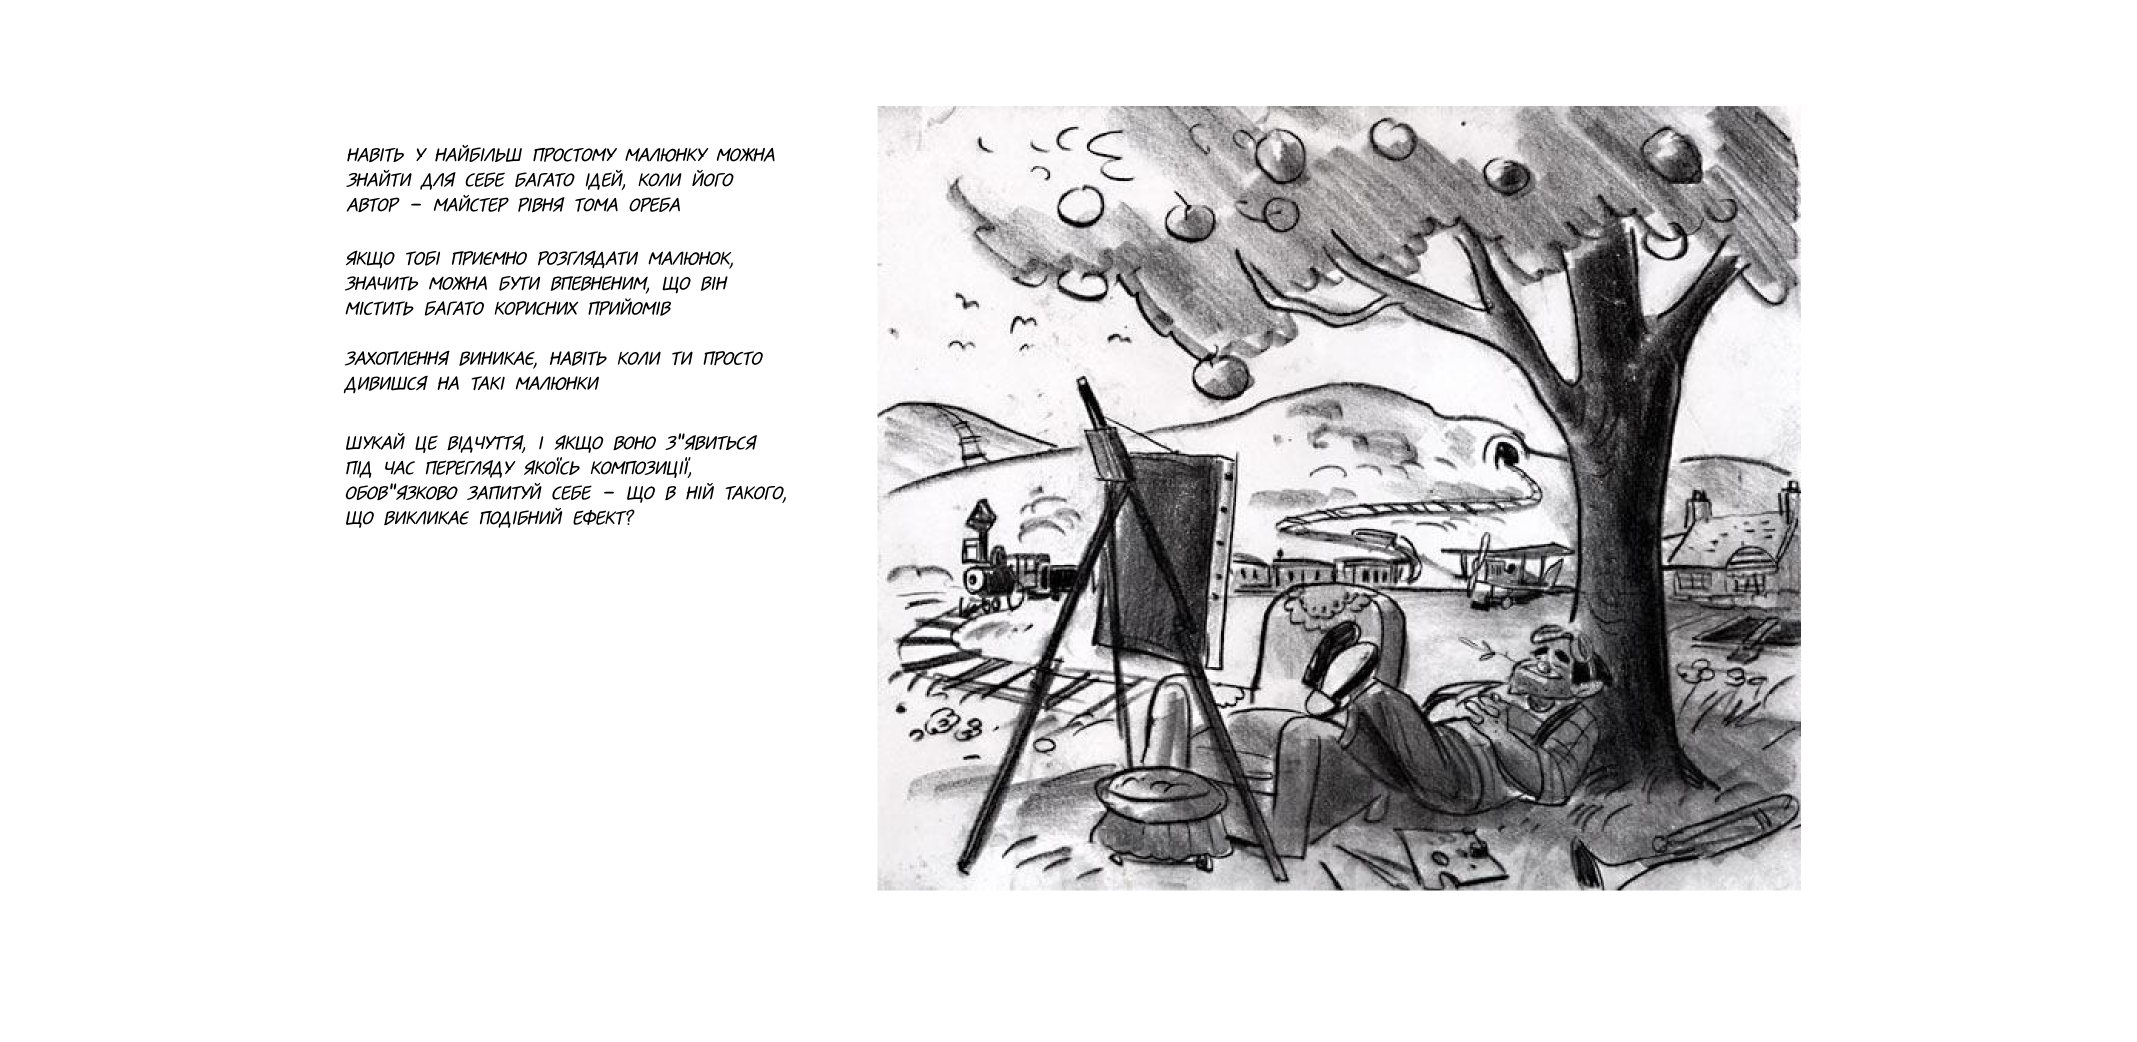 НАВІТЬ У НАЙБІЛЬШ ПРОСТОМУ МАЛЮНКУ МОЖНА
ЗНАЙТИ ДЛЯ СЕБЕ БАГАТО ІДЕЙ, КОЛИ ЙОГО
АВТОР – МАЙСТЕР РІВНЯ ТОМА ОРЕБА
ЯКЩО ТОБІ ПРИЄМНО РОЗГЛЯДАТИ МАЛЮНОК,
ЗНАЧИТЬ МОЖНА БУТИ ВПЕВНЕНИМ, ЩО ВІН
МІСТИТЬ БАГАТО КОРИСНИХ ПРИЙОМІВ
ЗАХОПЛЕННЯ ВИНИКАЄ, НАВІТЬ КОЛИ ТИ ПРОСТО
ДИВИШСЯ НА ТАКІ МАЛЮНКИ
ШУКАЙ ЦЕ ВІДЧУТТЯ, І ЯКЩО ВОНО З"ЯВИТЬСЯ
ПІД ЧАС ПЕРЕГЛЯДУ ЯКОЇСЬ КОМПОЗИЦІЇ,
ОБОВ"ЯЗКОВО ЗАПИТУЙ СЕБЕ – ЩО В НІЙ ТАКОГО,
ЩО ВИКЛИКАЄ ПОДІБНИЙ ЕФЕКТ?